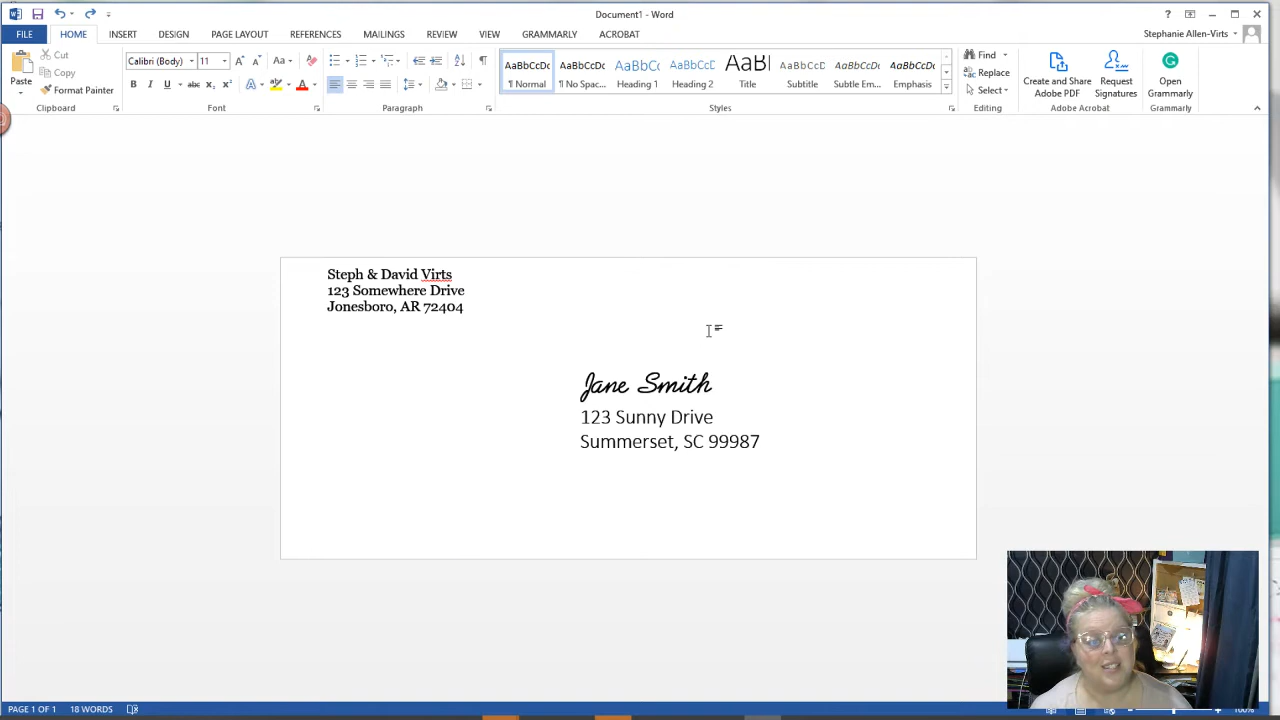 Document1 - Word
FILE HOME INSERT DESIGN PAGE LAYOUT REFERENCES MAILINGS REVIEW VIEW GRAMMARLY ACROBAT
Stephanie Allen-Virts
Paste
Cut
Copy
Format Painter
Clipboard
Calibri (Body) 11
Font
Paragraph
AaBbCcDc AaBbCcDc AaBbCc AaBbCcC AaBl AaBbCcC AaBbCcDc AaBbCcDc
¶ Normal ¶ No Spac... Heading 1 Heading 2 Title Subtitle Subtle Em... Emphasis
Styles
Find
Replace
Select
Editing
Create and Share
Adobe PDF
Request
Signatures
Adobe Acrobat
Open
Grammarly
Grammarly
Steph & David Virts
123 Somewhere Drive
Jonesboro, AR 72404
Jane Smith
123 Sunny Drive
Summerset, SC 99987
PAGE 1 OF 1 18 WORDS
100%